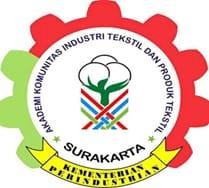 AKADEMI KOMUNITAS INDUSTRI TEKSTIL DAN PRODUK TEKSTIL
SURAKARTA
KEMENTERIAN
PERINDUSTRIAN